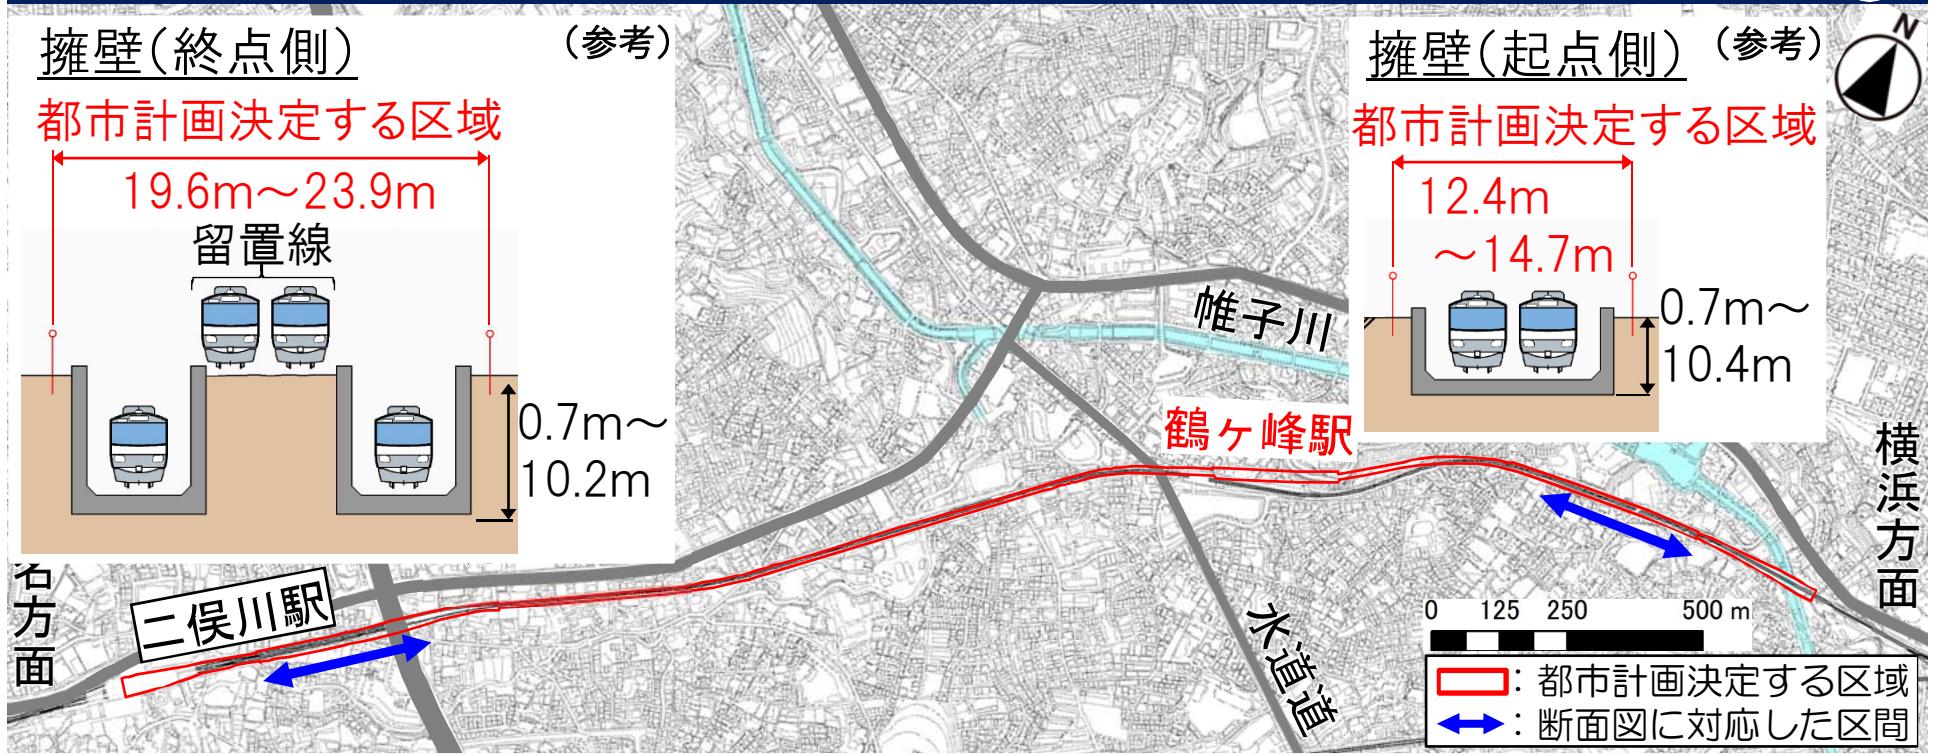 擁壁(終点側)
(参考)
都市計画決定する区域
19.6m～23.9m
留置線
0.7m～
10.2m
擁壁(起点側)
(参考)
都市計画決定する区域
12.4m
～14.7m
0.7m～
10.4m
N
帷子川
鶴ヶ峰駅
横浜方面
名方面
二俣川駅
水道道
0 125 250 500 m
：都市計画決定する区域
：断面図に対応した区間